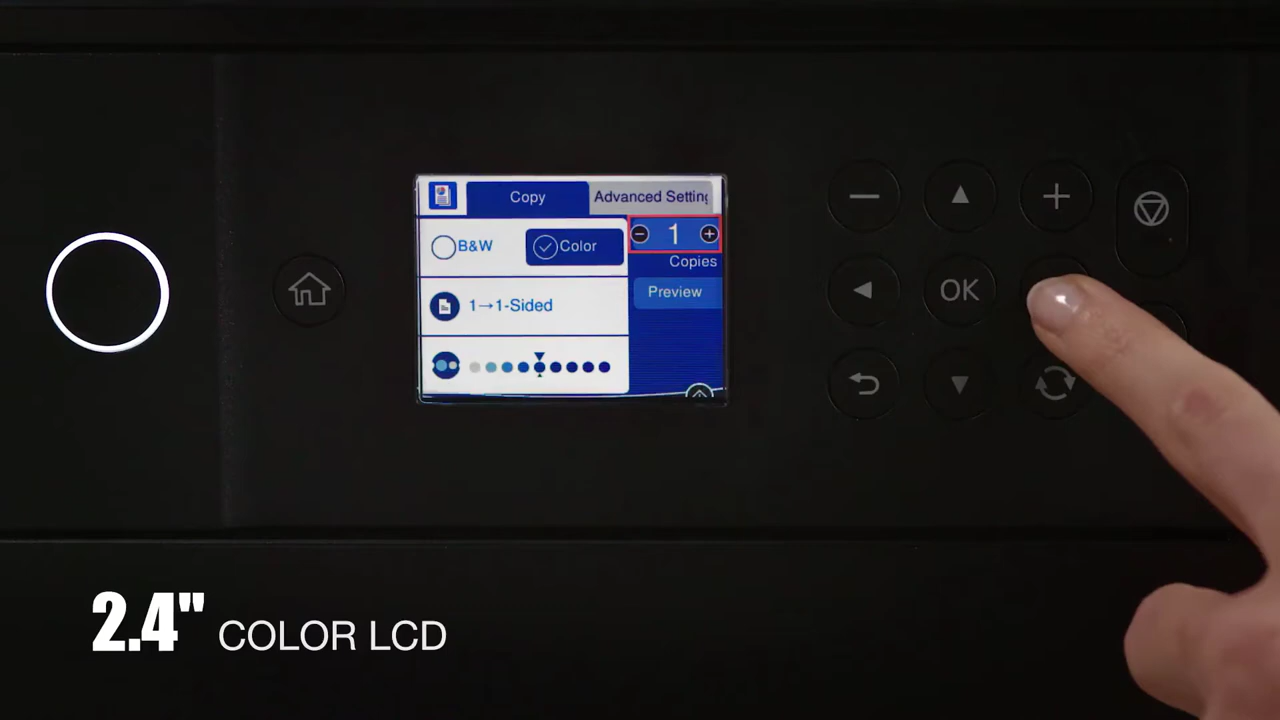 Copy
Advanced Setting
B&W
Color
1
Copies
1→1-Sided
Preview
OK
2.4" COLOR LCD